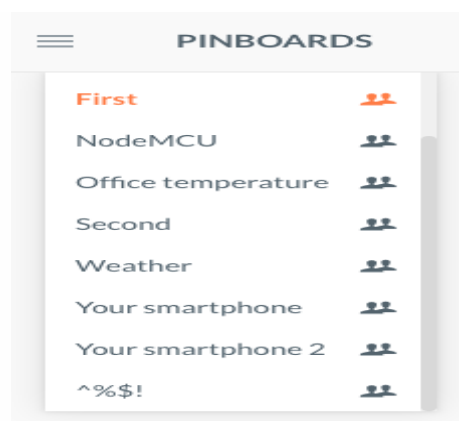 PINBOARDS
First
NodeMCU
Office temperature
Second
Weather
Your smartphone
Your smartphone 2
^%$!